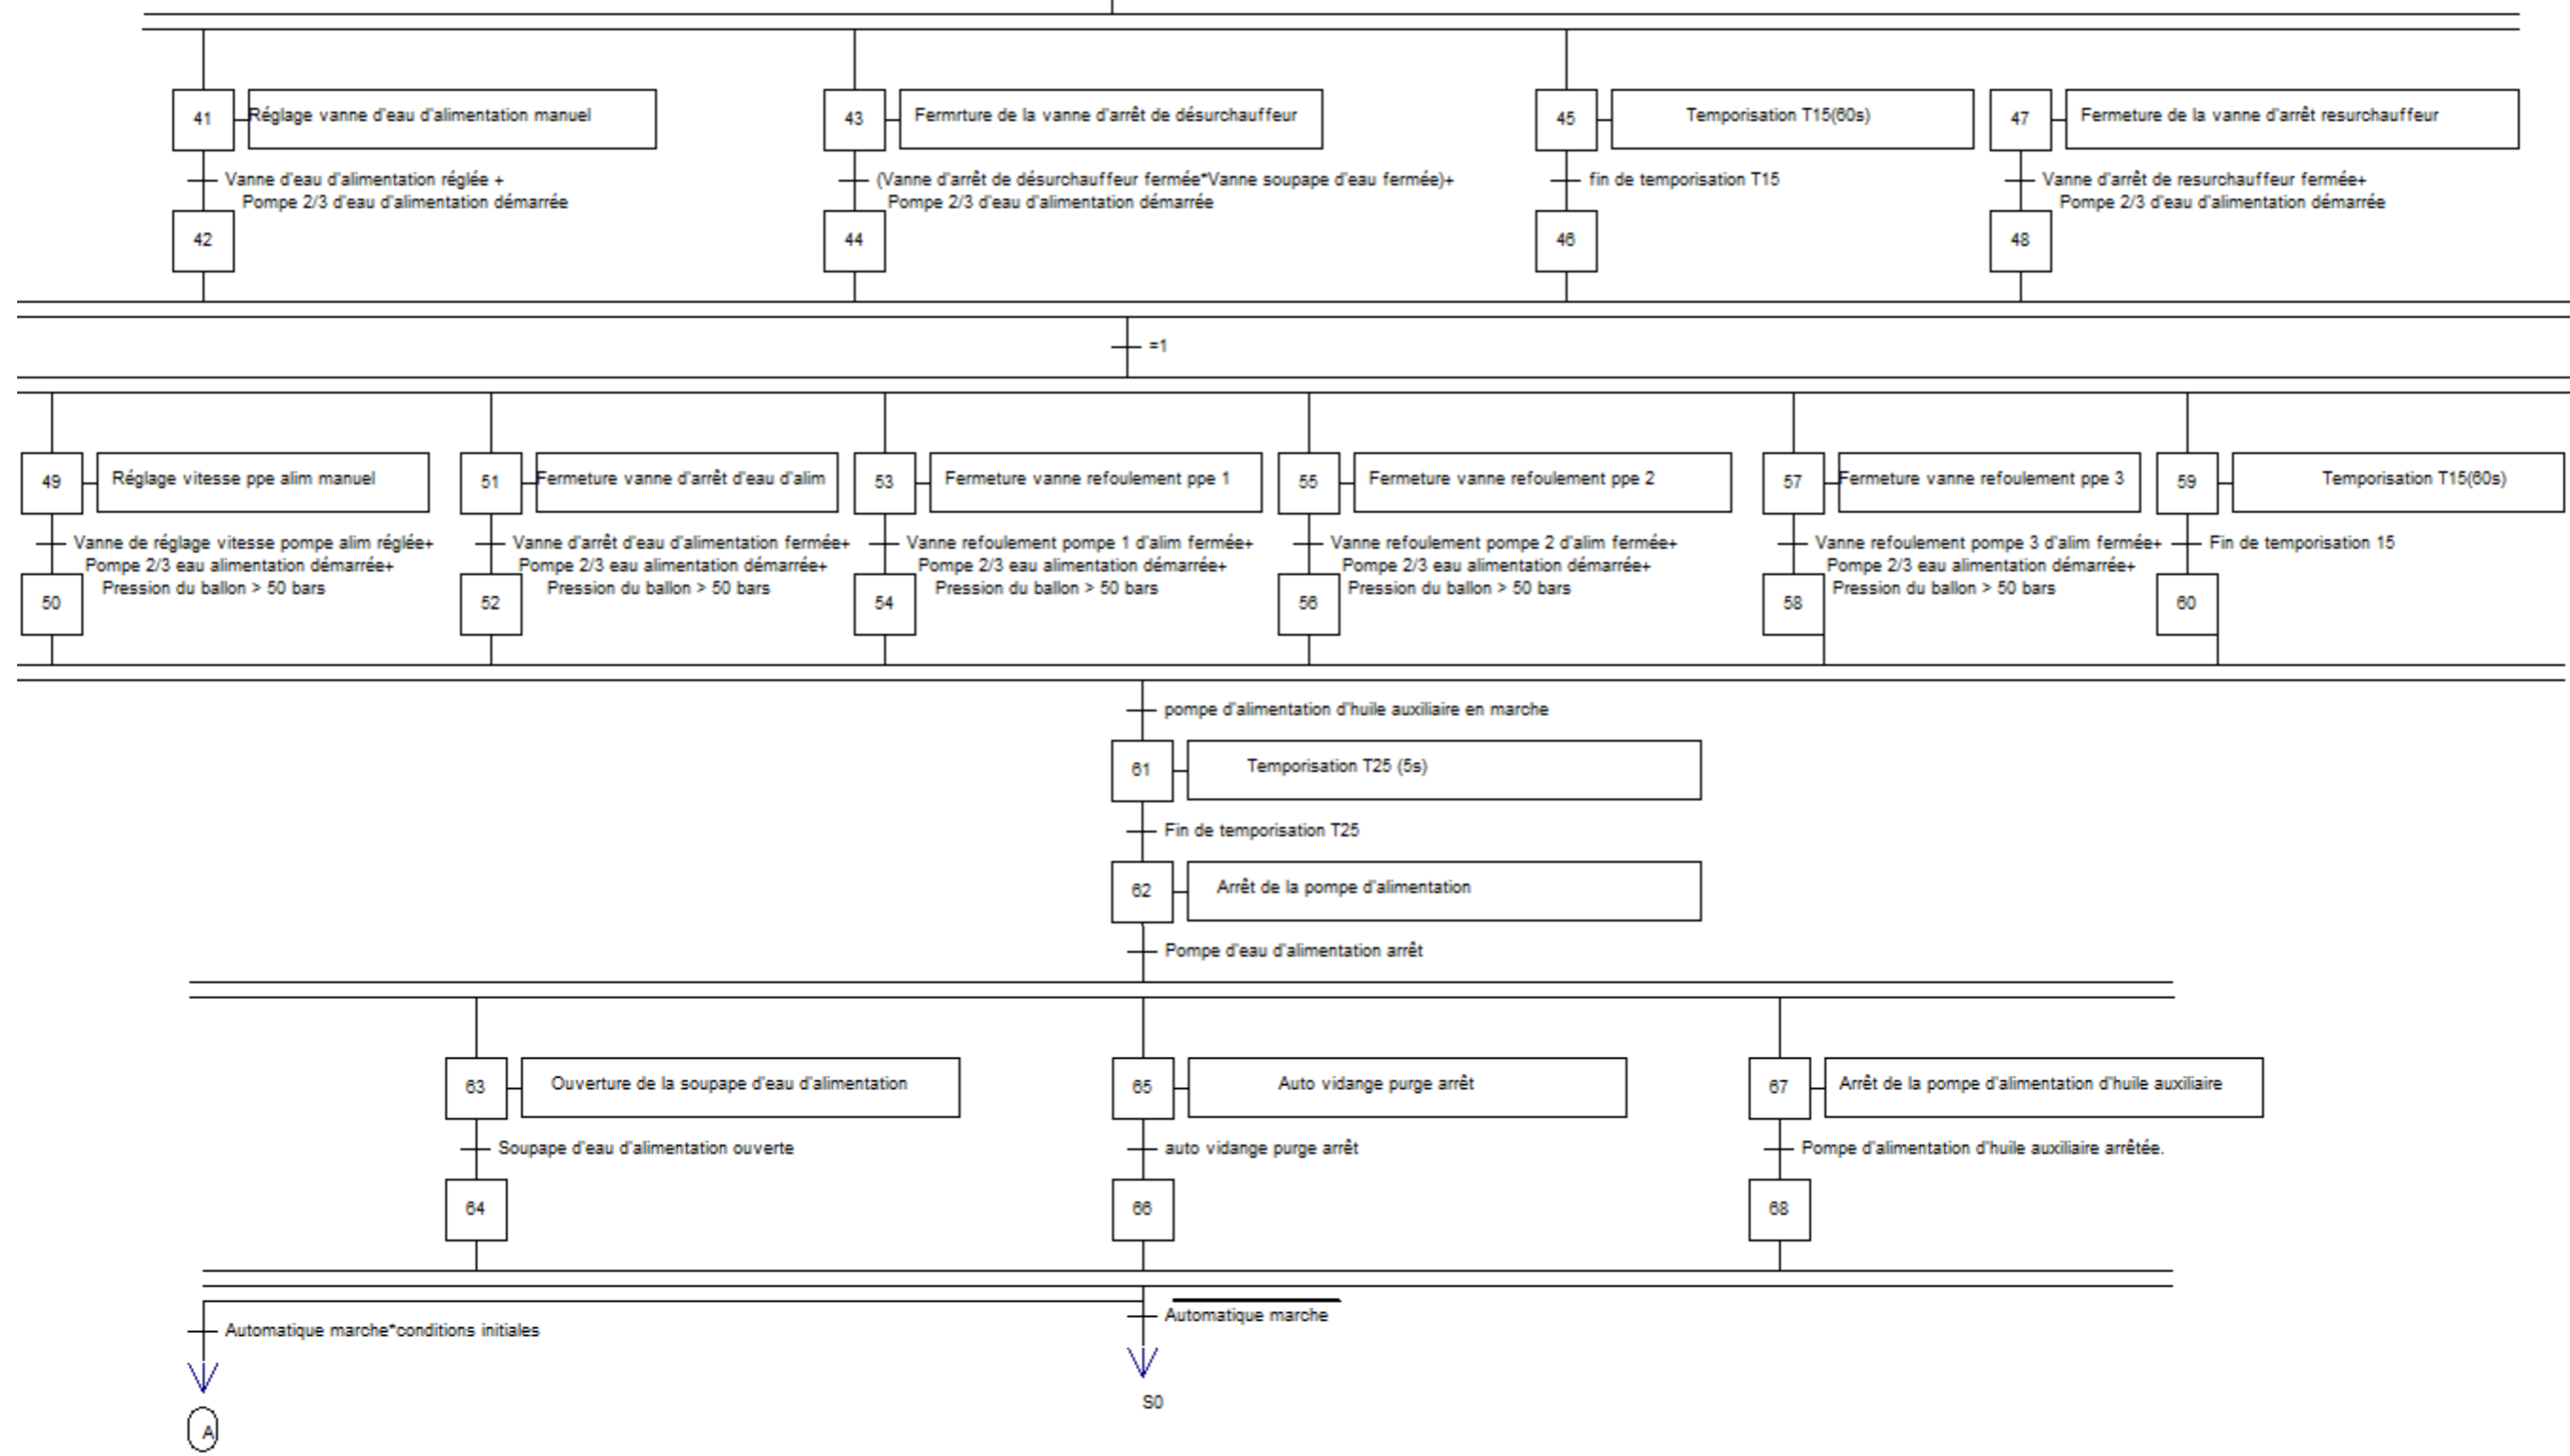 41
Réglage vanne d'eau d'alimentation manuel
43
Fermrture de la vanne d'arrêt de désurchauffeur
45
Temporisation T15(60s)
47
Fermeture de la vanne d'arrêt resurchauffeur
Vanne d'eau d'alimentation réglée +
Pompe 2/3 d'eau d'alimentation démarrée
(Vanne d'arrêt de désurchauffeur fermée*Vanne soupape d'eau fermée)+
Pompe 2/3 d'eau d'alimentation démarrée
fin de temporisation T15
Vanne d'arrêt de resurchauffeur fermée+
Pompe 2/3 d'eau d'alimentation démarrée
42
44
46
48
=1
49
Réglage vitesse ppe alim manuel
51
Fermeture vanne d'arrêt d'eau d'alim
53
Fermeture vanne refoulement ppe 1
55
Fermeture vanne refoulement ppe 2
57
Fermeture vanne refoulement ppe 3
59
Temporisation T15(60s)
Vanne de réglage vitesse pompe alim réglée+
Pompe 2/3 eau alimentation démarrée+
Pression du ballon > 50 bars
Vanne d'arrêt d'eau d'alimentation fermée+
Pompe 2/3 eau alimentation démarrée+
Pression du ballon > 50 bars
Vanne refoulement pompe 1 d'alim fermée+
Pompe 2/3 eau alimentation démarrée+
Pression du ballon > 50 bars
Vanne refoulement pompe 2 d'alim fermée+
Pompe 2/3 eau alimentation démarrée+
Pression du ballon > 50 bars
Vanne refoulement pompe 3 d'alim fermée+
Pompe 2/3 eau alimentation démarrée+
Pression du ballon > 50 bars
Fin de temporisation 15
50
52
54
56
58
60
pompe d'alimentation d'huile auxiliaire en marche
61
Temporisation T25 (5s)
Fin de temporisation T25
62
Arrêt de la pompe d'alimentation
Pompe d'eau d'alimentation arrêt
63
Ouverture de la soupape d'eau d'alimentation
65
Auto vidange purge arrêt
67
Arrêt de la pompe d'alimentation d'huile auxiliaire
Soupape d'eau d'alimentation ouverte
auto vidange purge arrêt
Pompe d'alimentation d'huile auxiliaire arrêtée.
64
66
68
Automatique marche*conditions initiales
Automatique marche
S0
A